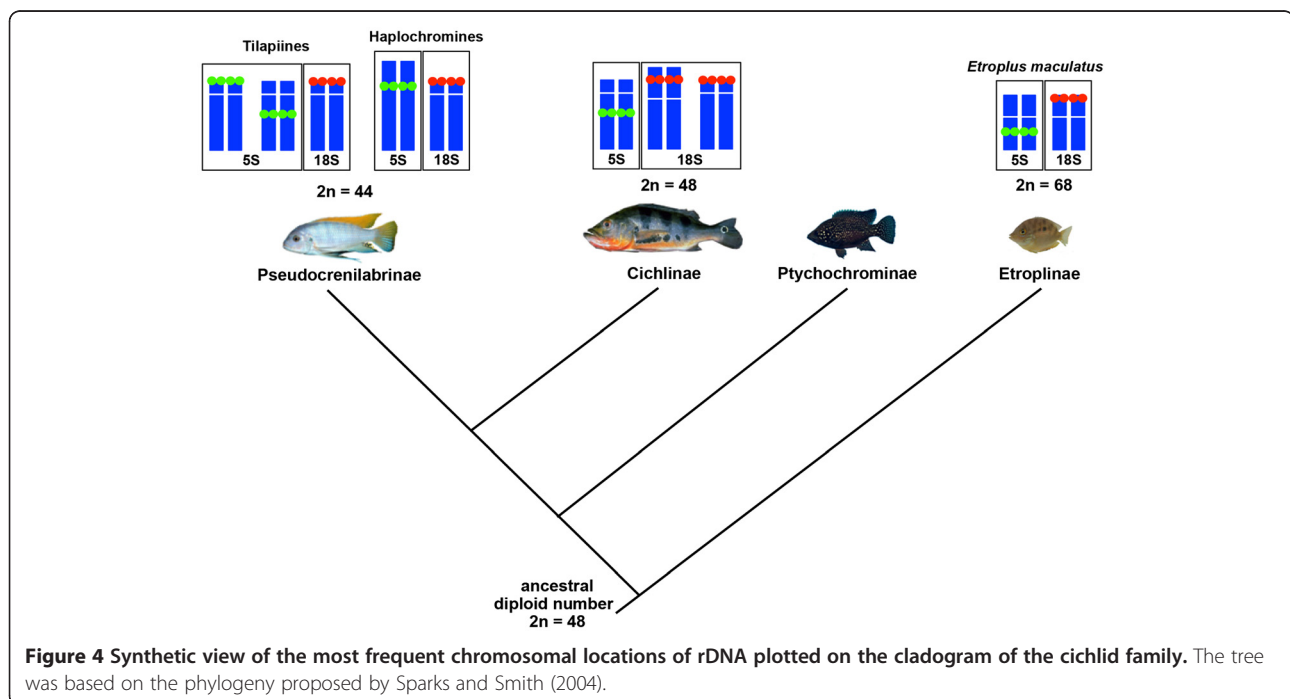 Tilapiines
Haplochromines
Etroplus maculatus
5S 18S 5S 18S 5S 18S 5S 18S
2n = 44 2n = 48 2n = 68
Pseudocrenilabrinae Cichlinae Ptychochrominae Etroplinae
ancestral
diploid number
2n = 48
Figure 4 Synthetic view of the most frequent chromosomal locations of rDNA plotted on the cladogram of the cichlid family. The tree
was based on the phylogeny proposed by Sparks and Smith (2004).